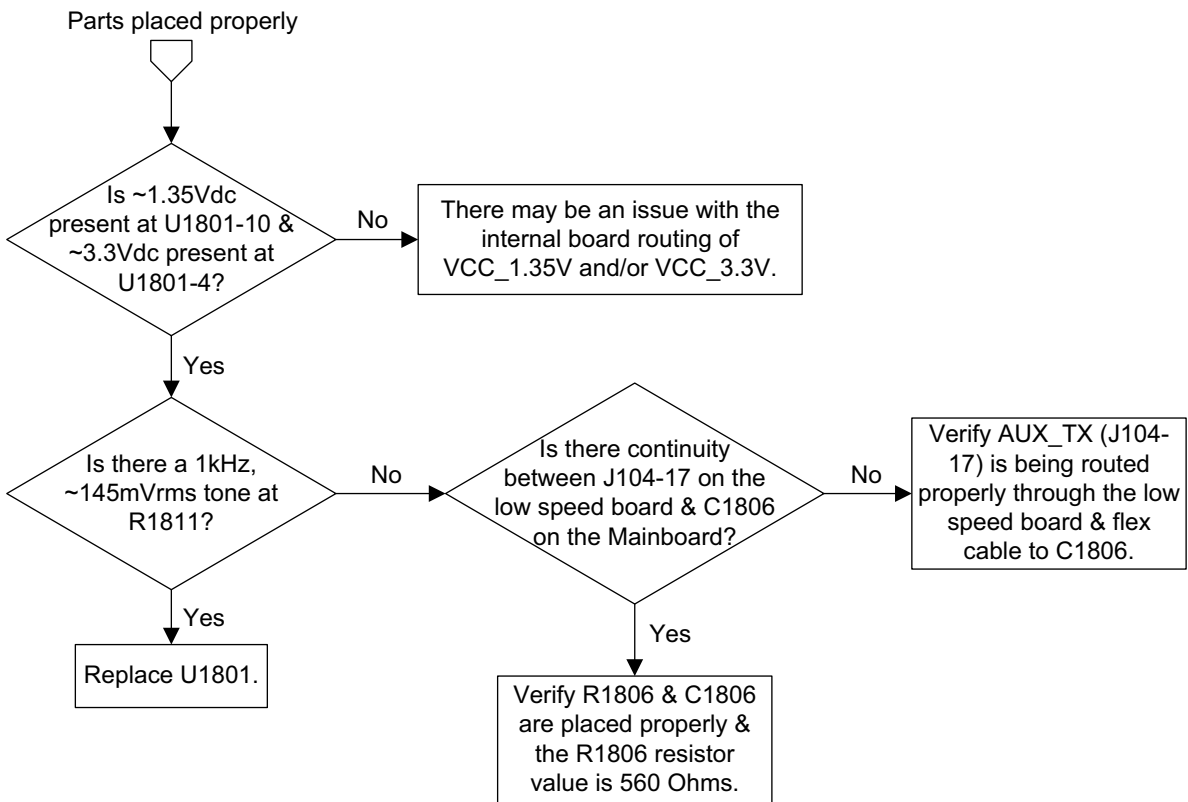 Parts placed properly
Is ~1.35Vdc
present at U1801-10 &
~3.3Vdc present at
U1801-4?
No
There may be an issue with the
internal board routing of
VCC_1.35V and/or VCC_3.3V.
Yes
Is there a 1kHz,
~145mVrms tone at
R1811?
No
Is there continuity
between J104-17 on the
low speed board & C1806
on the Mainboard?
No
Verify AUX_TX (J104-
17) is being routed
properly through the low
speed board & flex
cable to C1806.
Yes
Replace U1801.
Yes
Verify R1806 & C1806
are placed properly &
the R1806 resistor
value is 560 Ohms.